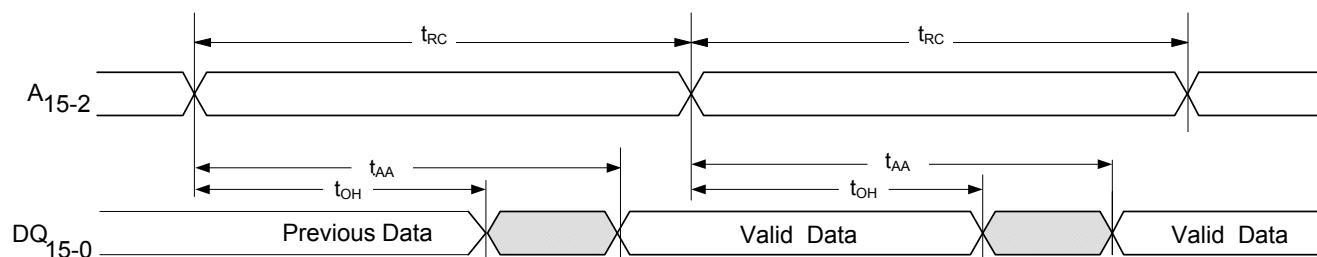 tRC tRC
A15-2
tAA tAA
tOH tOH
DQ15-0 Previous Data Valid Data Valid Data